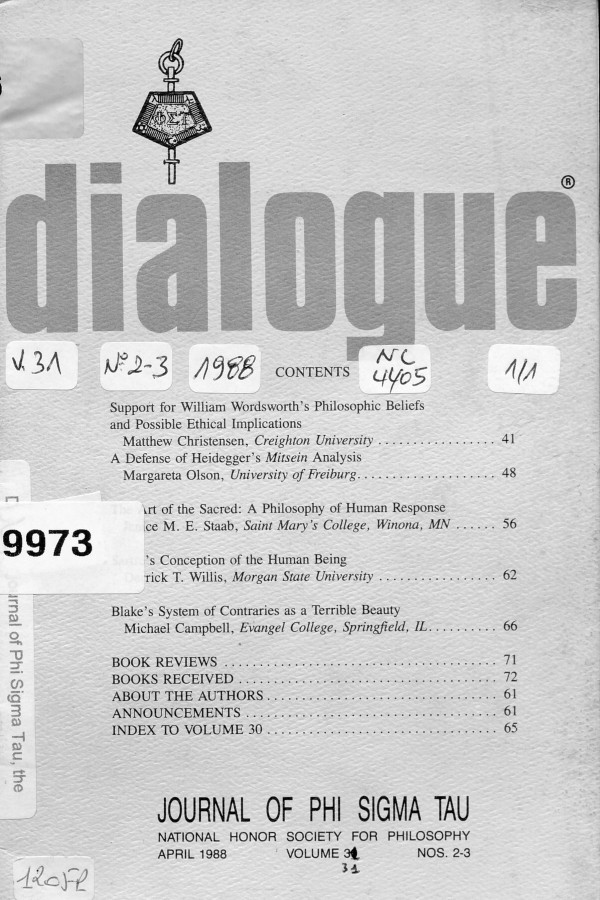 ΦΣΤ
dialogue®
V.31
Nº 2-3
1988
CONTENTS
NC
4405
1/1
Support for William Wordsworth's Philosophic Beliefs
and Possible Ethical Implications
Matthew Christensen, Creighton University ................. 41
A Defense of Heidegger's Mitsein Analysis
Margareta Olson, University of Freiburg.................... 48
Art of the Sacred: A Philosophy of Human Response
ice M. E. Staab, Saint Mary's College, Winona, MN ...... 56
9973
's Conception of the Human Being
rrick T. Willis, Morgan State University ................. 62
Blake's System of Contraries as a Terrible Beauty
Michael Campbell, Evangel College, Springfield, IL.......... 66
BOOK REVIEWS ....................................... 71
BOOKS RECEIVED ..................................... 72
ABOUT THE AUTHORS.................................. 61
ANNOUNCEMENTS .................................... 61
INDEX TO VOLUME 30.................................. 65
urnal of Phi Sigma Tau, the
JOURNAL OF PHI SIGMA TAU
NATIONAL HONOR SOCIETY FOR PHILOSOPHY
APRIL 1988 VOLUME 31 NOS. 2-3
31